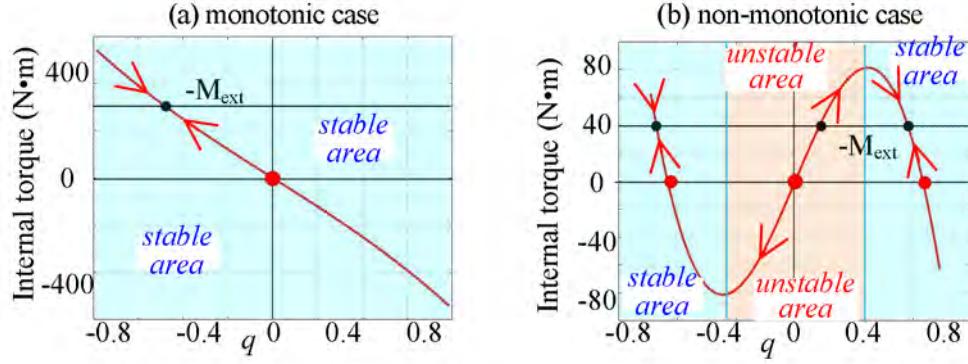 (a) monotonic case
Internal torque (N•m)
400
0
-400
-M_ext
stable
area
stable
area
-0.8
-0.4
0
0.4
0.8
q
(b) non-monotonic case
Internal torque (N•m)
80
40
0
-40
-80
unstable
area
stable
area
-M_ext
stable
area
unstable
area
-0.8
-0.4
0
0.4
0.8
q